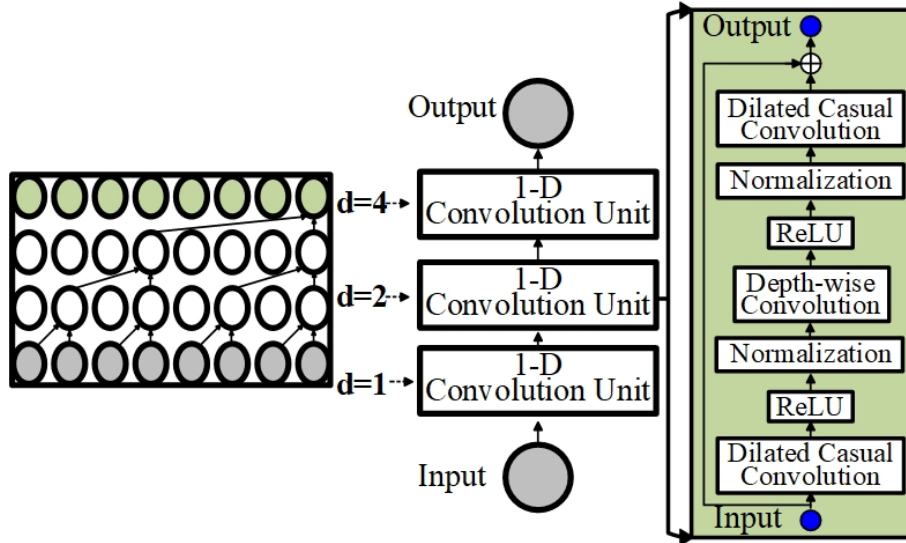 Output
1-D
Convolution Unit
1-D
Convolution Unit
1-D
Convolution Unit
Input
d=4
d=2
d=1
Output
Dilated Casual
Convolution
Normalization
ReLU
Depth-wise
Convolution
Normalization
ReLU
Dilated Casual
Convolution
Input